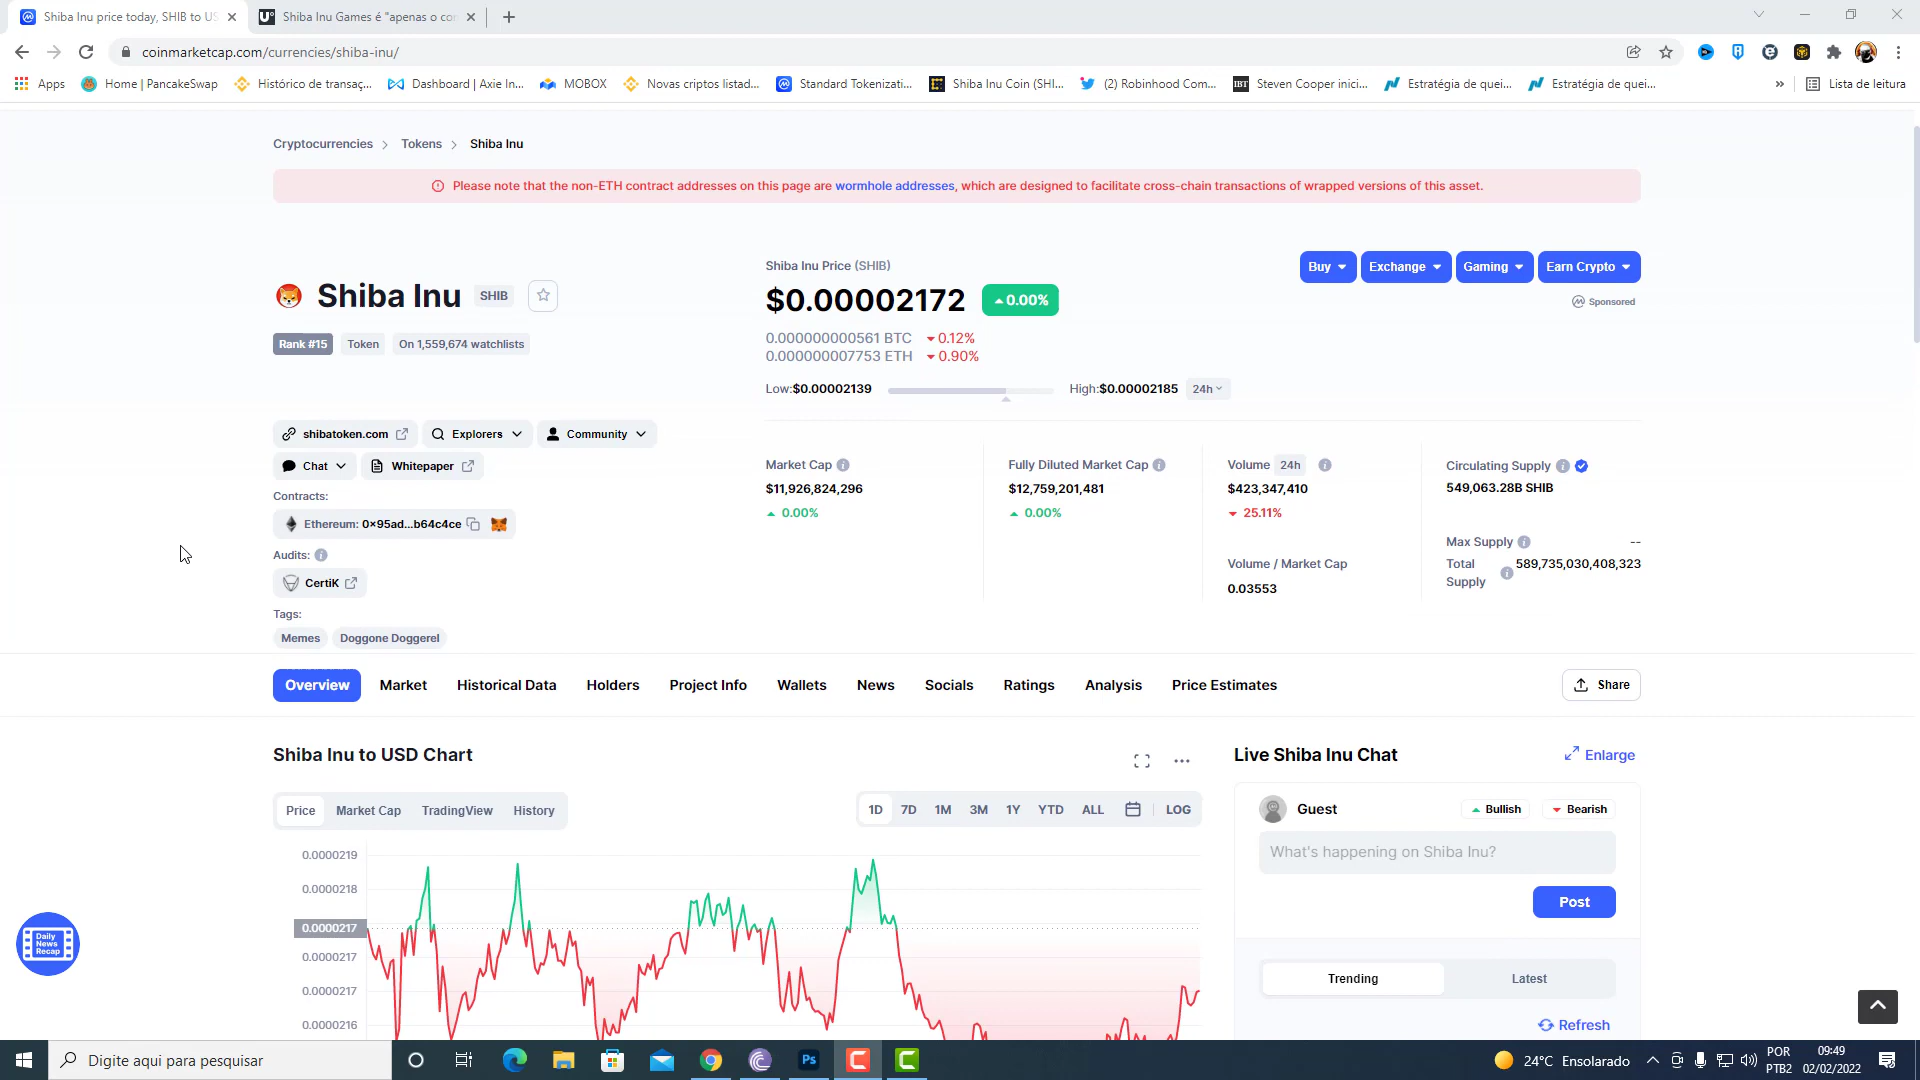 Shiba Inu price today, SHIB to US
Shiba Inu Games é "apenas o con
coinmarketcap.com/currencies/shiba-inu/
Apps
Home | PancakeSwap
Histórico de transaç...
Dashboard | Axie In...
MOBOX
Novas criptos listad...
Standard Tokenizati...
Shiba Inu Coin (SHI...
(2) Robinhood Com...
IBT
Steven Cooper inici...
Estratégia de quei...
Estratégia de quei...
»
Lista de leitura
Cryptocurrencies > Tokens > Shiba Inu
Please note that the non-ETH contract addresses on this page are wormhole addresses, which are designed to facilitate cross-chain transactions of wrapped versions of this asset.
Shiba Inu SHIB
Rank #15 Token On 1,559,674 watchlists
Shiba Inu Price (SHIB)
$0.00002172 0.00%
0.000000000561 BTC 0.12%
0.000000007753 ETH 0.90%
Low:$0.00002139 High:$0.00002185 24h
Buy Exchange Gaming Earn Crypto
Sponsored
shibatoken.com Explorers Community
Chat Whitepaper
Contracts:
Ethereum: 0×95ad...b64c4ce
Audits:
CertiK
Tags:
Memes Doggone Doggerel
Market Cap
$11,926,824,296
0.00%
Fully Diluted Market Cap
$12,759,201,481
0.00%
Volume 24h
$423,347,410
25.11%
Volume / Market Cap
0.03553
Circulating Supply
549,063.28B SHIB
Max Supply --
Total Supply 589,735,030,408,323
Overview Market Historical Data Holders Project Info Wallets News Socials Ratings Analysis Price Estimates
Share
Shiba Inu to USD Chart
Price Market Cap TradingView History
1D 7D 1M 3M 1Y YTD ALL LOG
0.0000219
0.0000218
0.0000217
0.0000217
0.0000217
0.0000216
Live Shiba Inu Chat
Enlarge
Guest
Bullish Bearish
What's happening on Shiba Inu?
Post
Trending Latest
Refresh
Daily
News
Recap
Digite aqui para pesquisar
Ps
24°C Ensolarado
POR
PTB2
09:49
02/02/2022